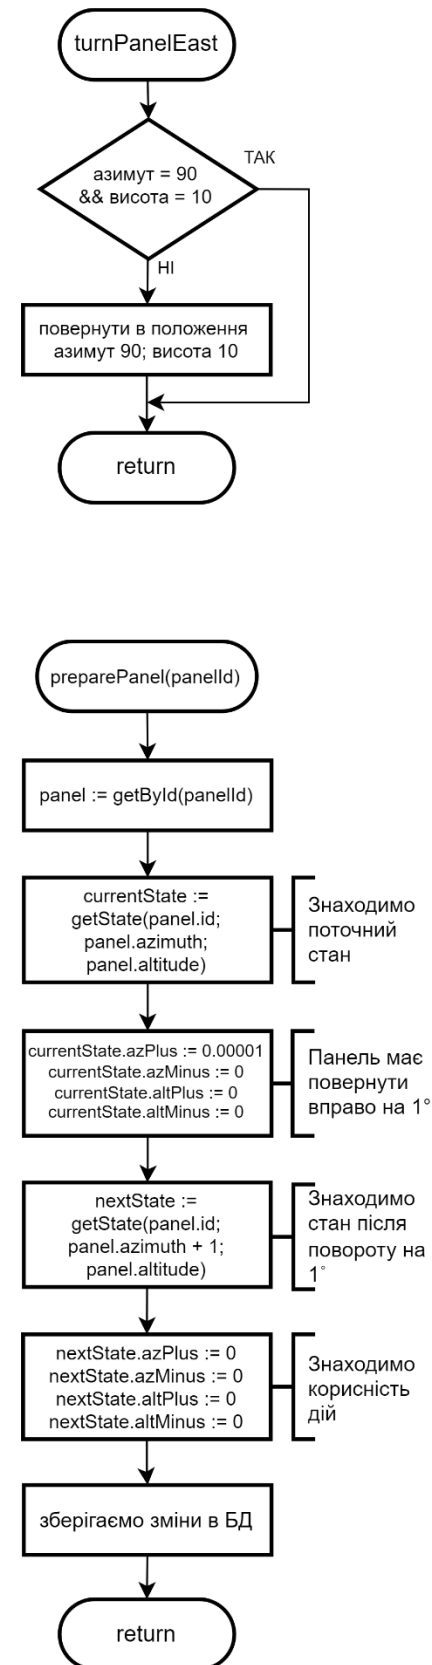 turnPanelEast
ТАК
азимут = 90
&& висота = 10
НІ
повернути в положення
азимут 90; висота 10
return
preparePanel(panelId)
panel := getById(panelId)
currentState :=
getState(panel.id;
panel.azimuth;
panel.altitude)
Знаходимо
поточний
стан
currentState.azPlus := 0.00001
currentState.azMinus := 0
currentState.altPlus := 0
currentState.altMinus := 0
Панель має
повернути
вправо на 1°
nextState :=
getState(panel.id;
panel.azimuth + 1;
panel.altitude)
Знаходимо
стан після
повороту на
1°
nextState.azPlus := 0
nextState.azMinus := 0
nextState.altPlus := 0
nextState.altMinus := 0
Знаходимо
корисність
дій
зберігаємо зміни в БД
return